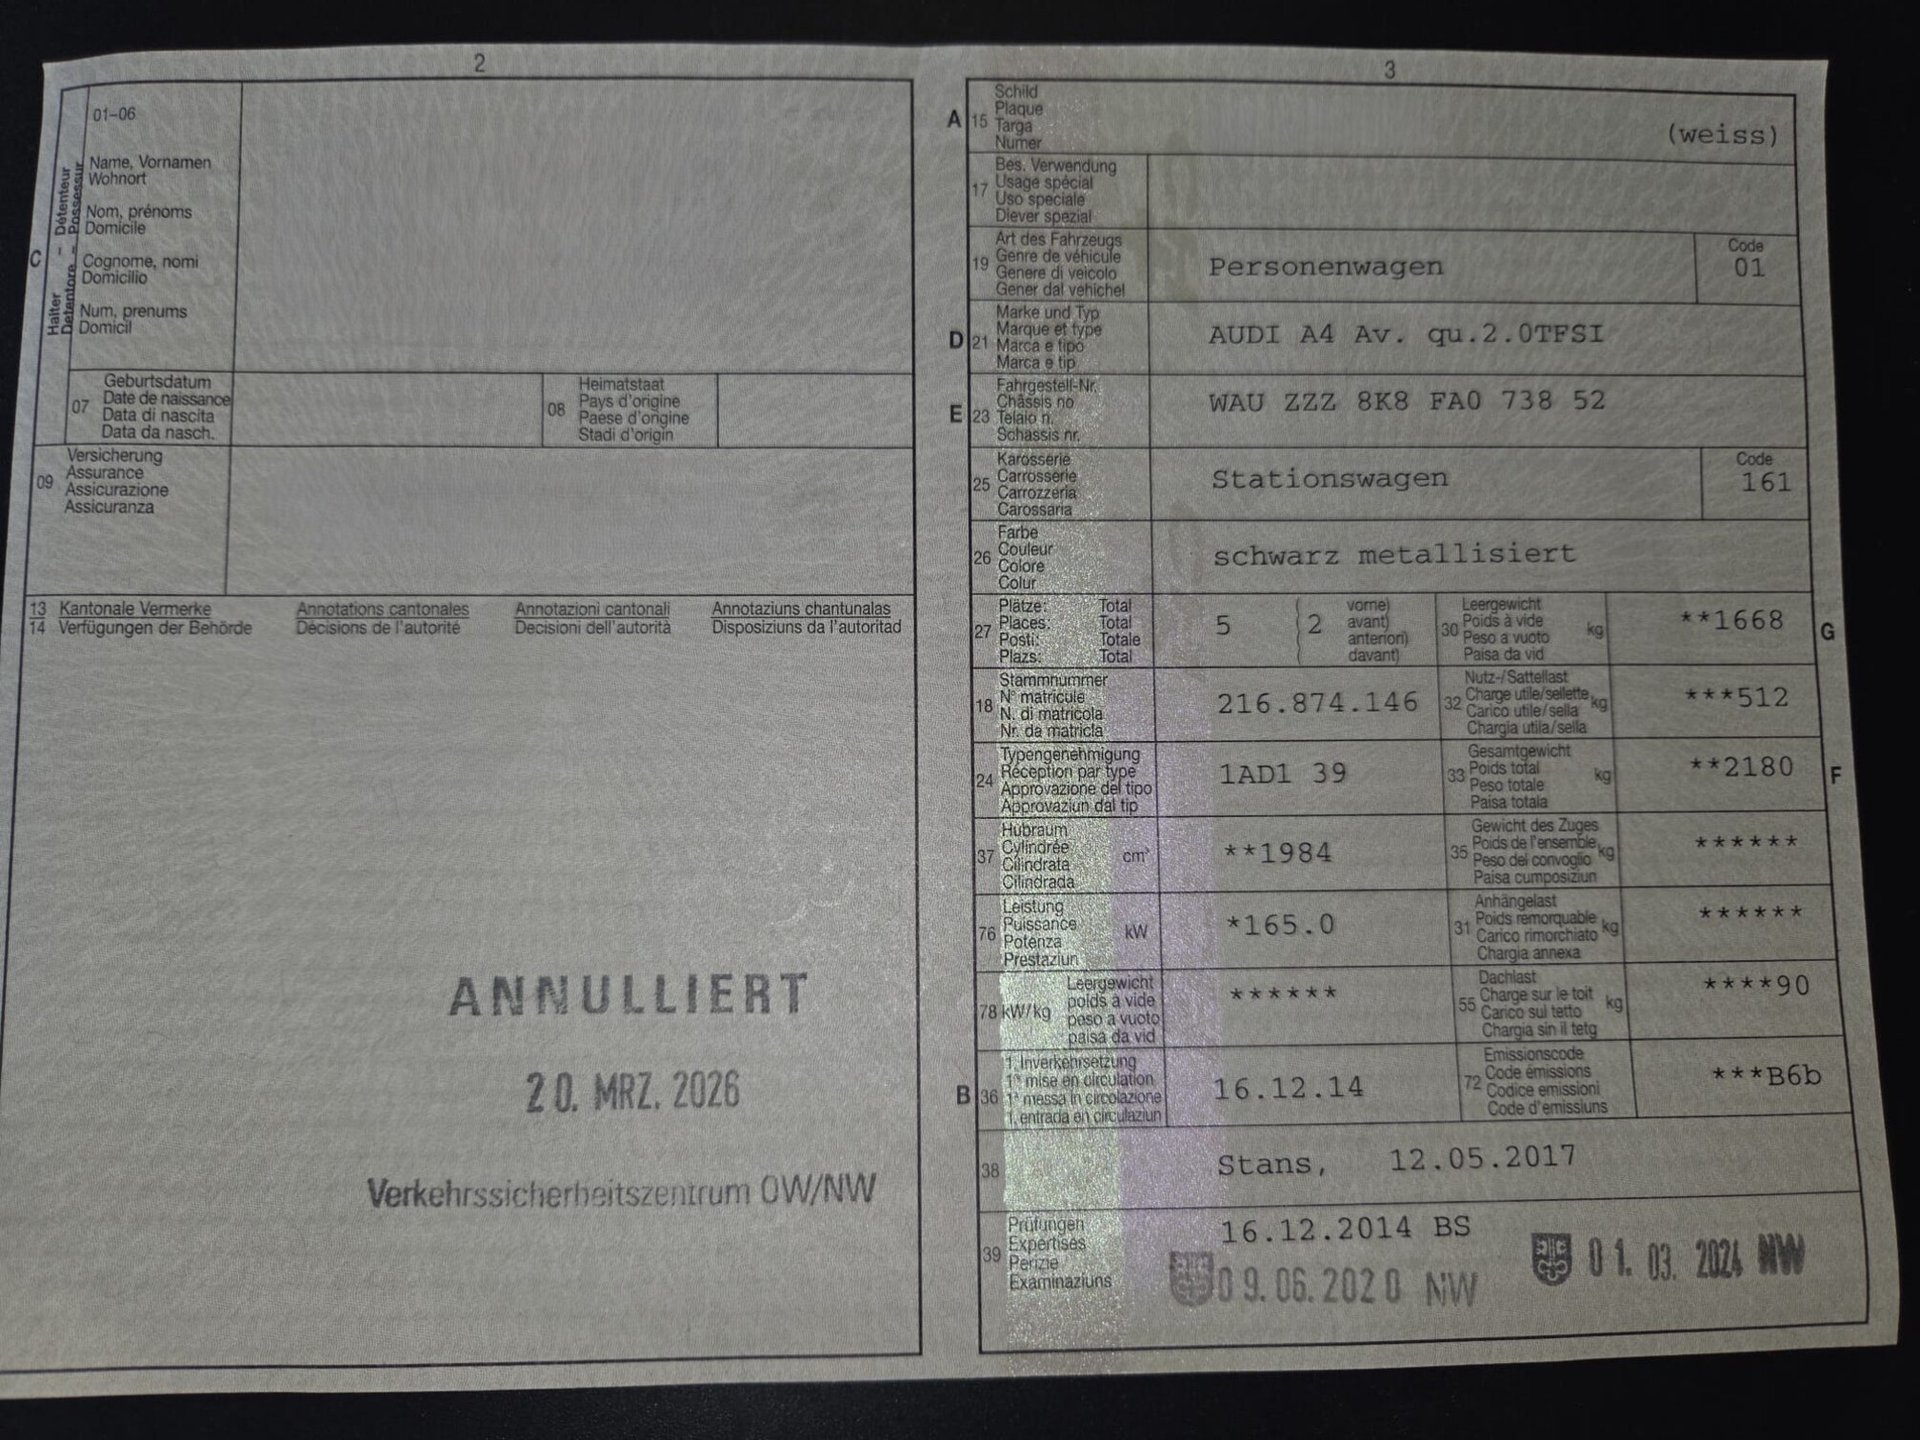 2
01–06
Name, Vornamen
Wohnort
Nom, prénoms
Domicile
Cognome, nomi
Domicilio
Num, prenums
Domicil
C
Halter – Détenteur
Detentore – Possessur
07
Geburtsdatum
Date de naissance
Data di nascita
Data da nasch.
08
Heimatstaat
Pays d'origine
Paese d'origine
Stadi d'origin
09
Versicherung
Assurance
Assicurazione
Assicuranza
13 Kantonale Vermerke Annotations cantonales Annotazioni cantonali Annotaziuns chantunalas
14 Verfügungen der Behörde Décisions de l'autorité Decisioni dell'autorità Disposiziuns da l'autoritad
ANNULLIERT
20. MRZ. 2026
Verkehrssicherheitszentrum OW/NW
3
A 15
Schild
Plaque
Targa
Numer
(weiss)
17
Bes. Verwendung
Usage spécial
Uso speciale
Diever spezial
19
Art des Fahrzeugs
Genre de véhicule
Genere di veicolo
Gener dal vehichel
Personenwagen
Code
01
D 21
Marke und Typ
Marque et type
Marca e tipo
Marca e tip
AUDI A4 Av. qu.2.0TFSI
E 23
Fahrgestell-Nr.
Châssis no
Telaio n.
Schassis nr.
WAU ZZZ 8K8 FA0 738 52
25
Karosserie
Carrosserie
Carrozzeria
Carossaria
Stationswagen
Code
161
26
Farbe
Couleur
Colore
Colur
schwarz metallisiert
27
Plätze: Total
Places: Total
Posti: Totale
Plazs: Total
5 ( 2
vorne)
avant)
anteriori)
davant)
30
Leergewicht
Poids à vide
Peso a vuoto
Paisa da vid
kg
**1668
G
18
Stammnummer
N° matricule
N. di matricola
Nr. da matricla
216.874.146
32
Nutz-/Sattellast
Charge utile/sellette
Carico utile/sella
Chargia utila/sella
kg
***512
24
Typengenehmigung
Réception par type
Approvazione del tipo
Approvaziun dal tip
1AD1 39
33
Gesamtgewicht
Poids total
Peso totale
Paisa totala
kg
**2180
F
37
Hubraum
Cylindrée
Cilindrata
Cilindrada
cm³
**1984
35
Gewicht des Zuges
Poids de l'ensemble
Peso del convoglio
Paisa cumposiziun
kg
******
76
Leistung
Puissance
Potenza
Prestaziun
kW
*165.0
31
Anhängelast
Poids remorquable
Carico rimorchiato
Chargia annexa
kg
******
78 kW/kg
Leergewicht
poids à vide
peso a vuoto
paisa da vid
******
55
Dachlast
Charge sur le toit
Carico sul tetto
Chargia sin il tetg
kg
****90
B 36
1. Inverkehrsetzung
1re mise en circulation
1a messa in circolazione
1. entrada en circulaziun
16.12.14
72
Emissionscode
Code émissions
Codice emissioni
Code d'emissiuns
***B6b
38
Stans, 12.05.2017
39
Prüfungen
Expertises
Perizie
Examinaziuns
16.12.2014 BS
09.06.2020 NW
01. 03. 2024 NW